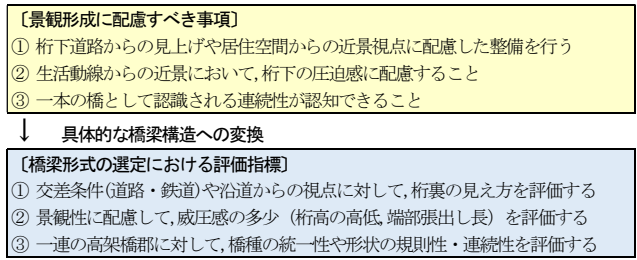 〔景観形成に配慮すべき事項〕
① 桁下道路からの見上げや居住空間からの近景視点に配慮した整備を行う
② 生活動線からの近景において,桁下の圧迫感に配慮すること
③ 一本の橋として認識される連続性が認知できること
↓ 具体的な橋梁構造への変換
〔橋梁形式の選定における評価指標〕
① 交差条件(道路・鉄道)や沿道からの視点に対して,桁裏の見え方を評価する
② 景観性に配慮して,威圧感の多少（桁高の高低,端部張出し長）を評価する
③ 一連の高架橋郡に対して,橋種の統一性や形状の規則性・連続性を評価する